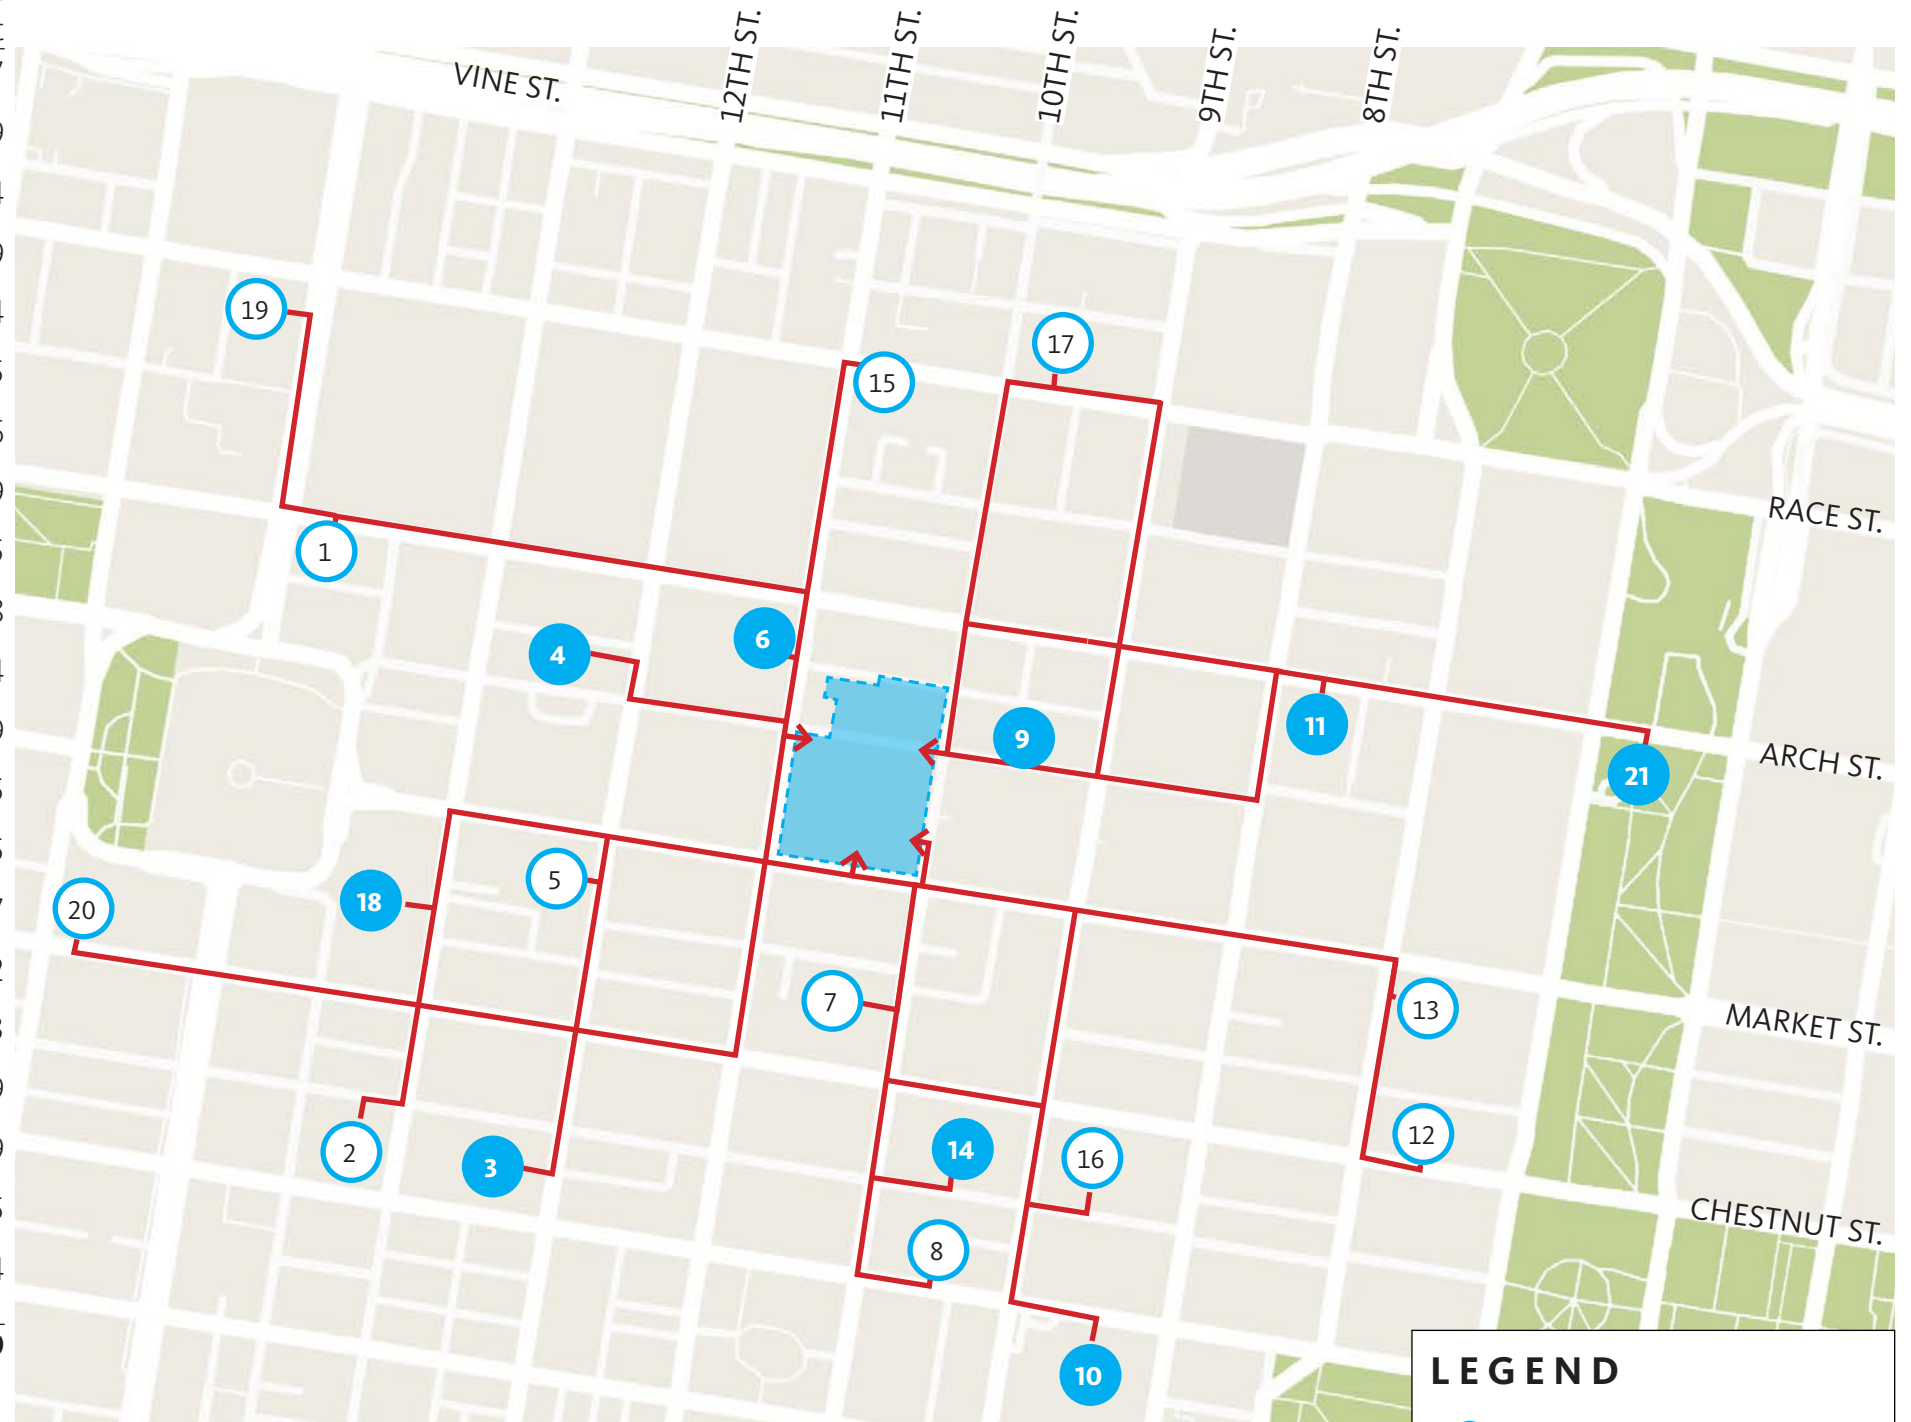 12TH ST.
11TH ST.
10TH ST.
9TH ST.
8TH ST.
VINE ST.
19
17
15
RACE ST.
1
6
4
9
11
ARCH ST.
21
5
18
20
7
13
MARKET ST.
12
2
14
16
3
CHESTNUT ST.
8
10
LEGEND